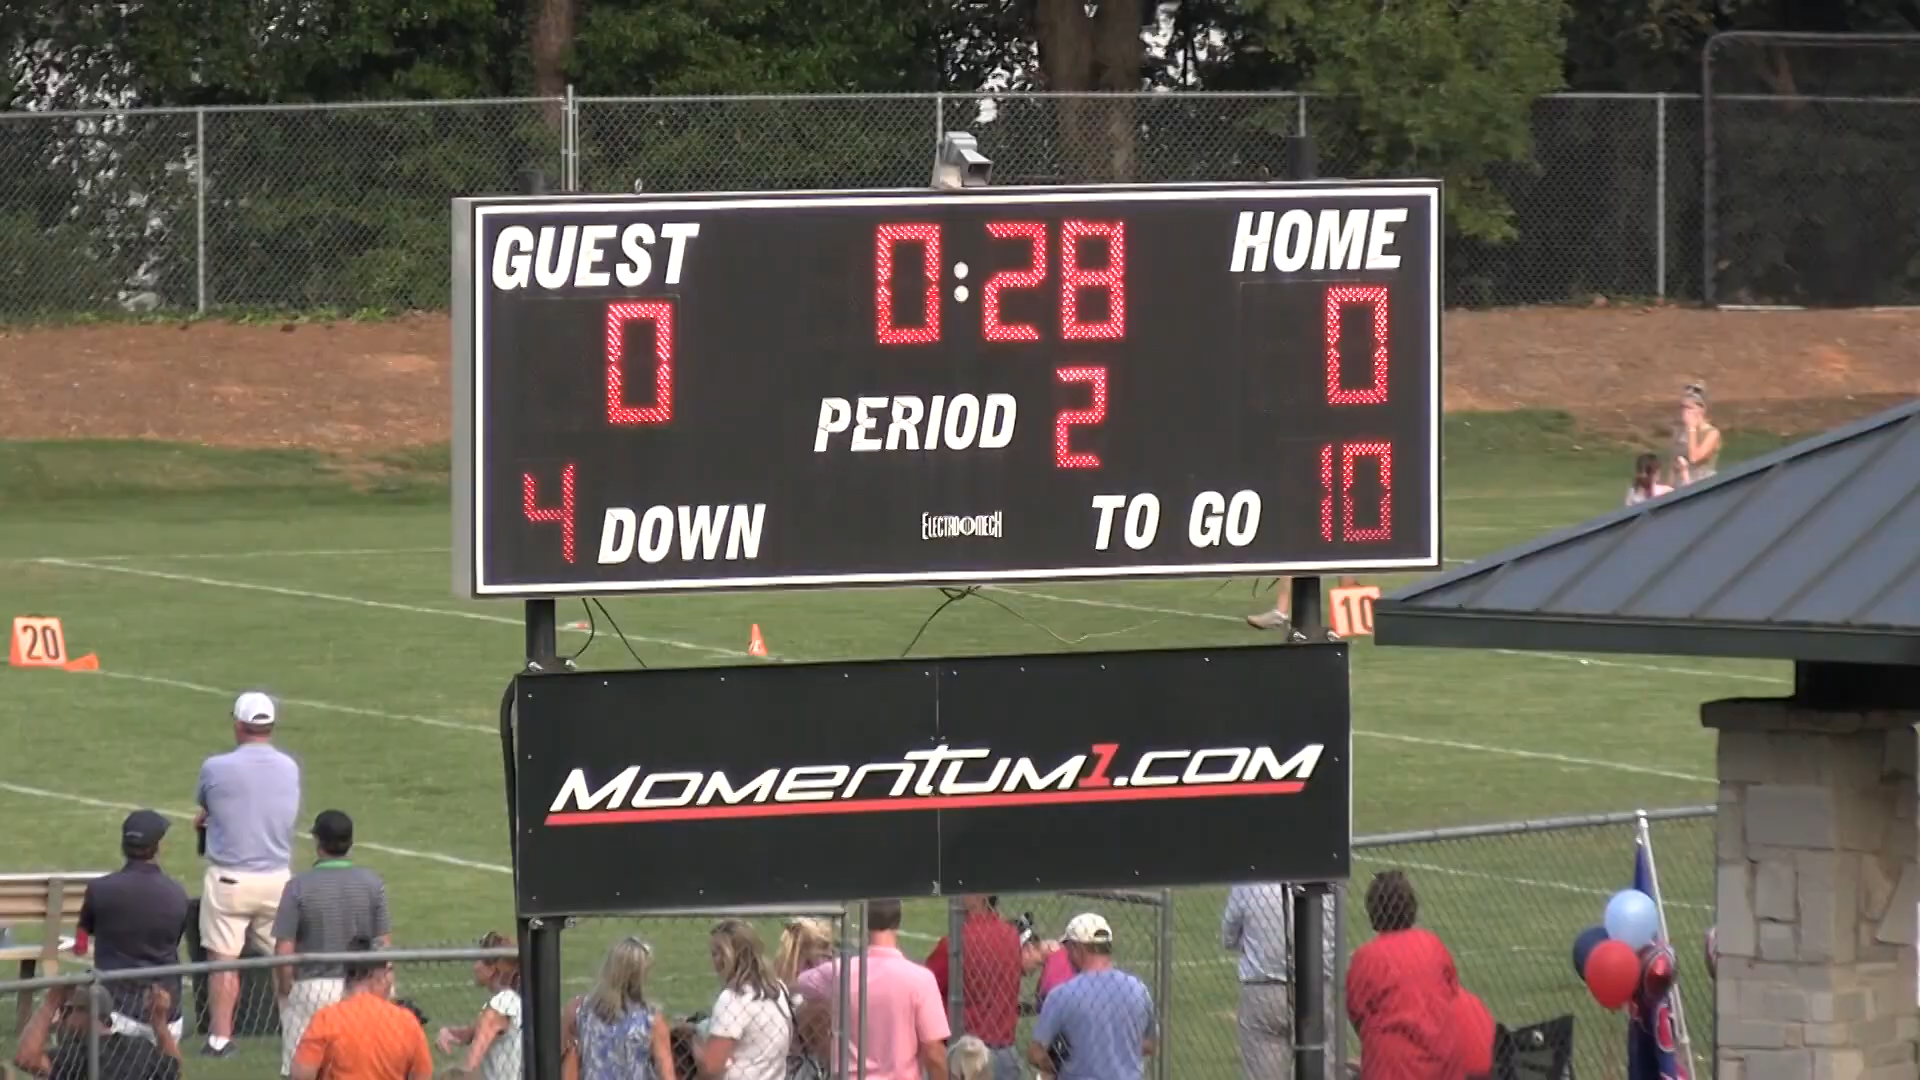 GUEST 0:28 HOME
0 0
PERIOD 2
4 DOWN ELECTRO-MECH TO GO 10
20
10
MOMENTUM1.COM